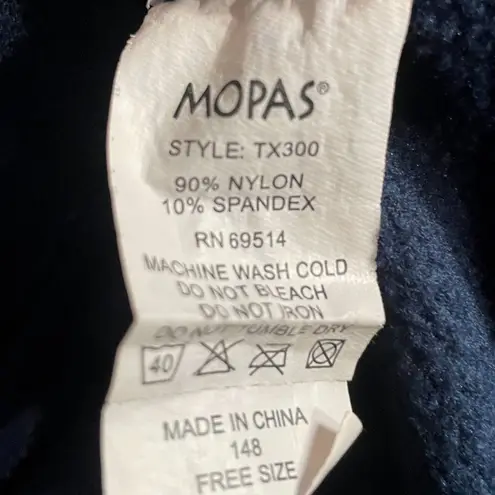 MOPAS®
STYLE: TX300
90% NYLON
10% SPANDEX
RN 69514
MACHINE WASH COLD
DO NOT BLEACH
DO NOT IRON
DO NOT TUMBLE DRY
40
MADE IN CHINA
148
FREE SIZE